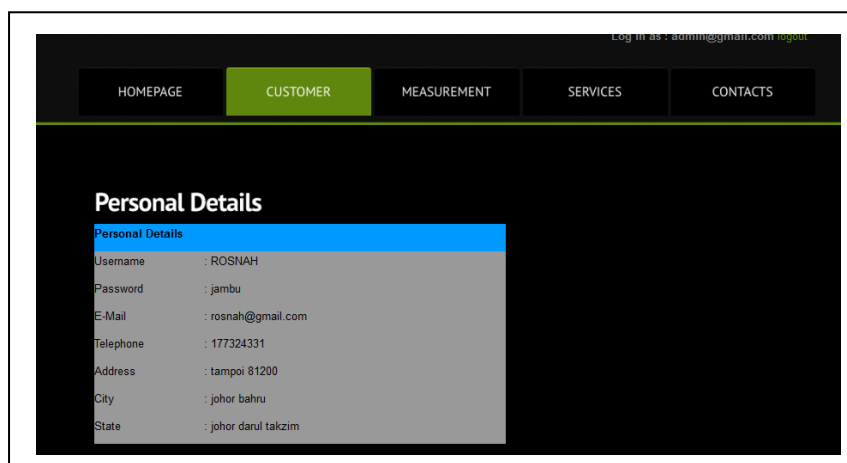 Log in as : admin@gmail.com logout
HOMEPAGE CUSTOMER MEASUREMENT SERVICES CONTACTS
Personal Details
Personal Details
Username : ROSNAH
Password : jambu
E-Mail : rosnah@gmail.com
Telephone : 177324331
Address : tampoi 81200
City : johor bahru
State : johor darul takzim